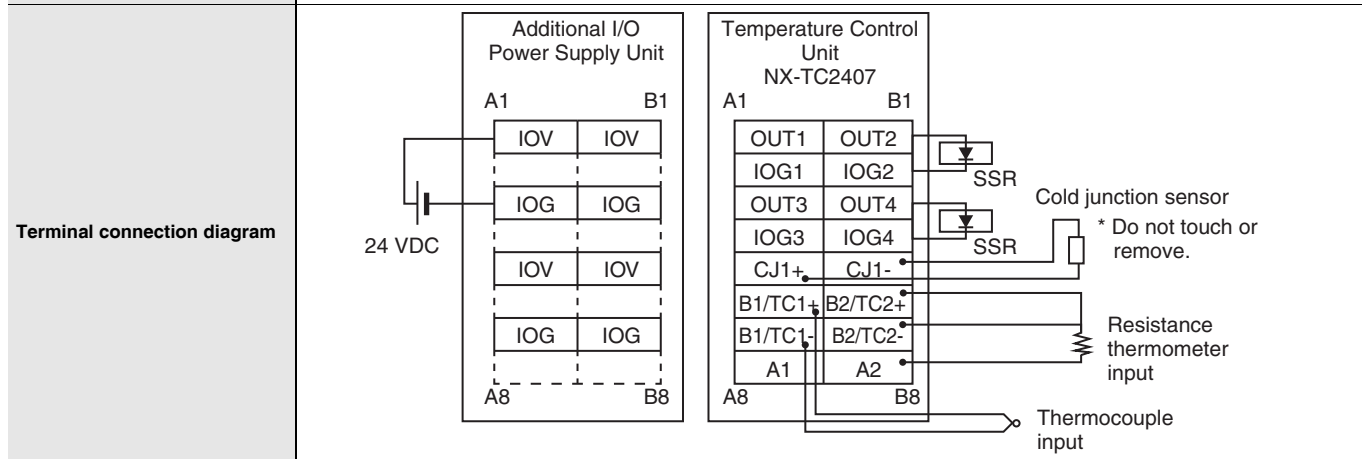 Terminal connection diagram
Additional I/O
Power Supply Unit
A1 B1
IOV IOV
IOG IOG
IOV IOV
IOG IOG
A8 B8
24 VDC
Temperature Control
Unit
NX-TC2407
A1 B1
OUT1 OUT2
IOG1 IOG2
OUT3 OUT4
IOG3 IOG4
CJ1+ CJ1-
B1/TC1+ B2/TC2+
B1/TC1- B2/TC2-
A1 A2
A8 B8
SSR
SSR
Cold junction sensor
* Do not touch or
remove.
Resistance
thermometer
input
Thermocouple
input